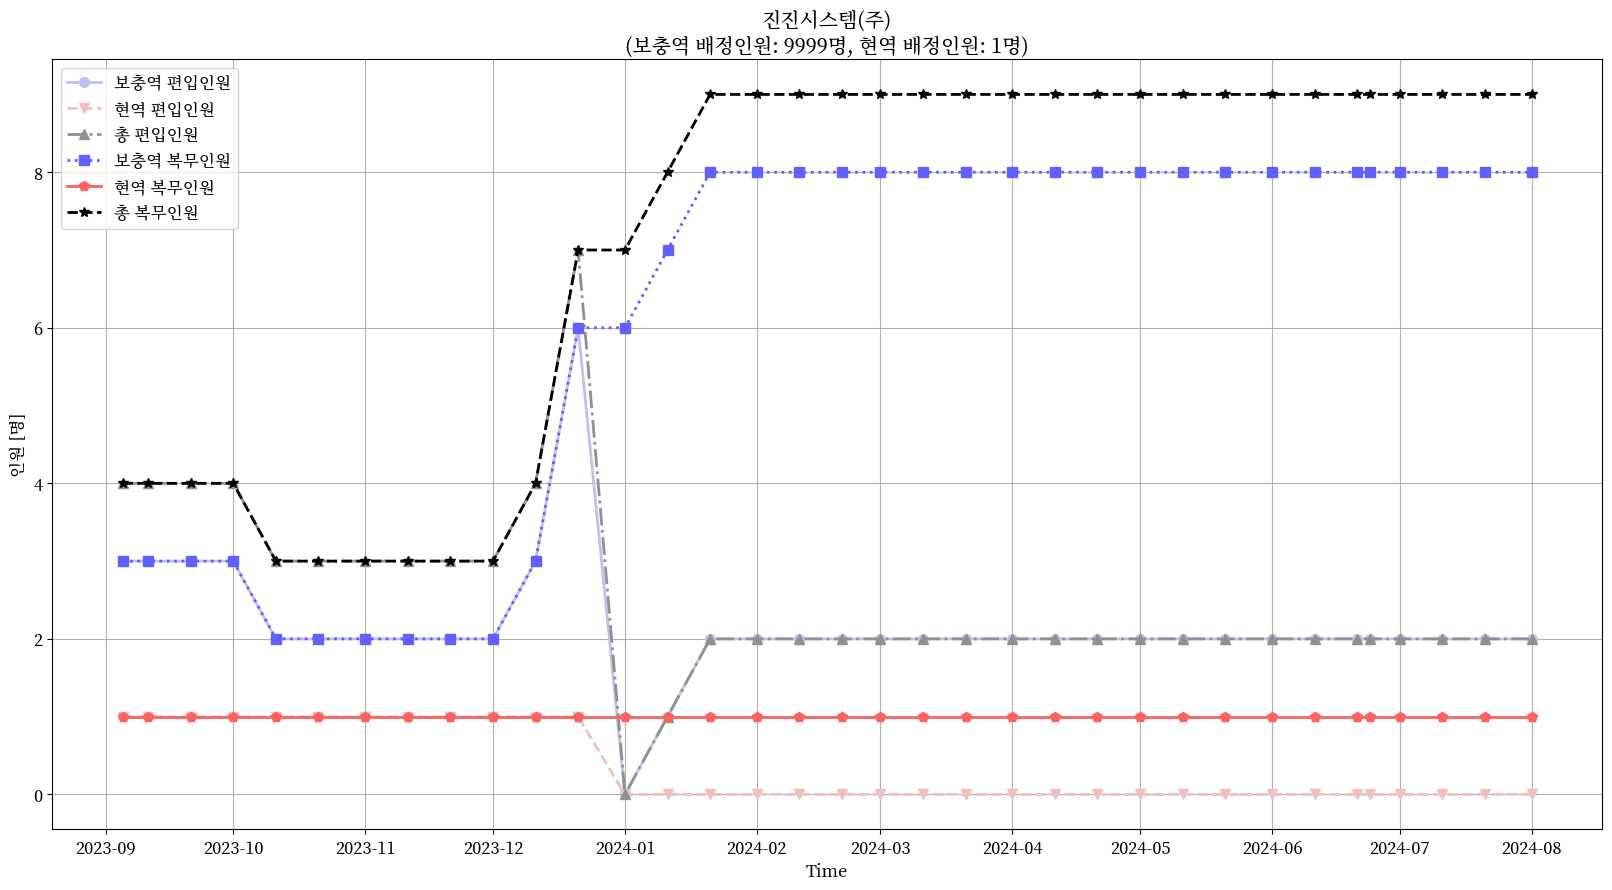 진진시스템(주)
(보충역 배정인원: 9999명, 현역 배정인원: 1명)
보충역 편입인원
현역 편입인원
총 편입인원
보충역 복무인원
현역 복무인원
총 복무인원
인원 [명]
8
6
4
2
0
2023-09 2023-10 2023-11 2023-12 2024-01 2024-02 2024-03 2024-04 2024-05 2024-06 2024-07 2024-08
Time